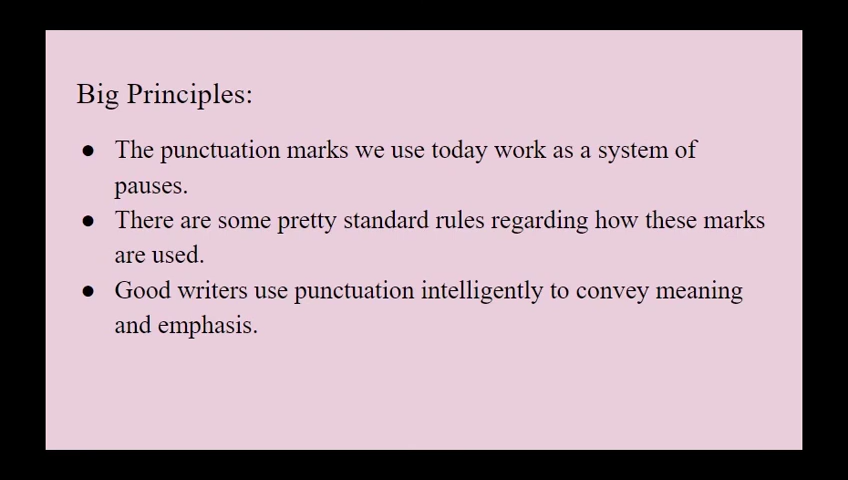 Big Principles:
● The punctuation marks we use today work as a system of
pauses.
● There are some pretty standard rules regarding how these marks
are used.
● Good writers use punctuation intelligently to convey meaning
and emphasis.